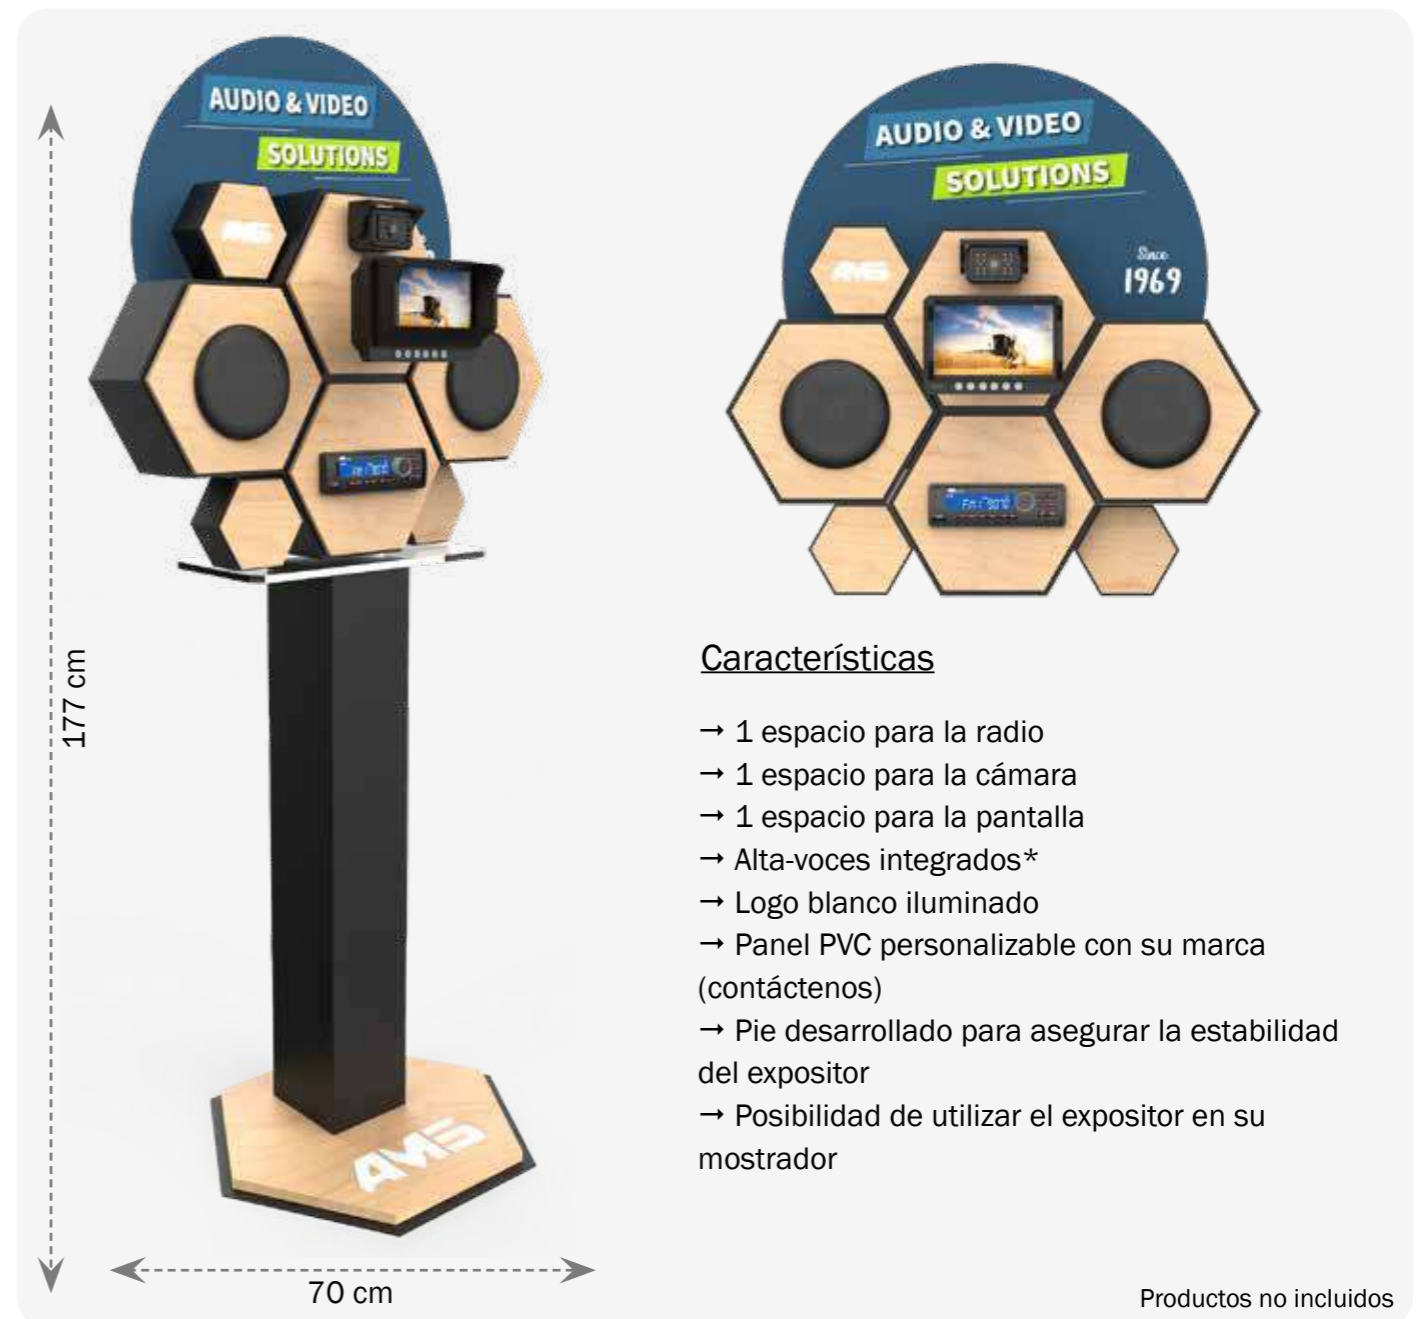 AUDIO & VIDEO
SOLUTIONS
AMS
AMS
177 cm
70 cm
AUDIO & VIDEO
SOLUTIONS
AMS
Since
1969
Características
→ 1 espacio para la radio
→ 1 espacio para la cámara
→ 1 espacio para la pantalla
→ Alta-voces integrados*
→ Logo blanco iluminado
→ Panel PVC personalizable con su marca
(contáctenos)
→ Pie desarrollado para asegurar la estabilidad
del expositor
→ Posibilidad de utilizar el expositor en su
mostrador
Productos no incluidos